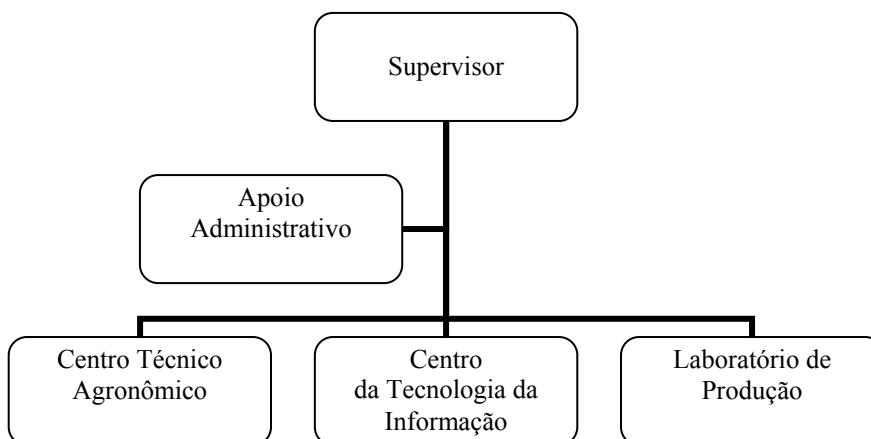 Supervisor
Apoio
Administrativo
Centro Técnico
Agronômico
Centro
da Tecnologia da
Informação
Laboratório de
Produção